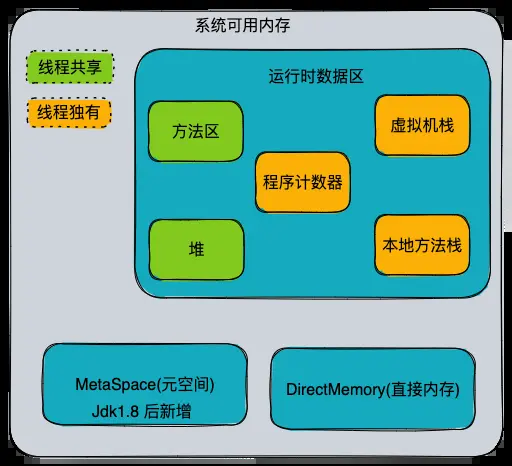 系统可用内存
线程共享
线程独有
运行时数据区
方法区
虚拟机栈
程序计数器
堆
本地方法栈
MetaSpace(元空间)
Jdk1.8 后新增
DirectMemory(直接内存)